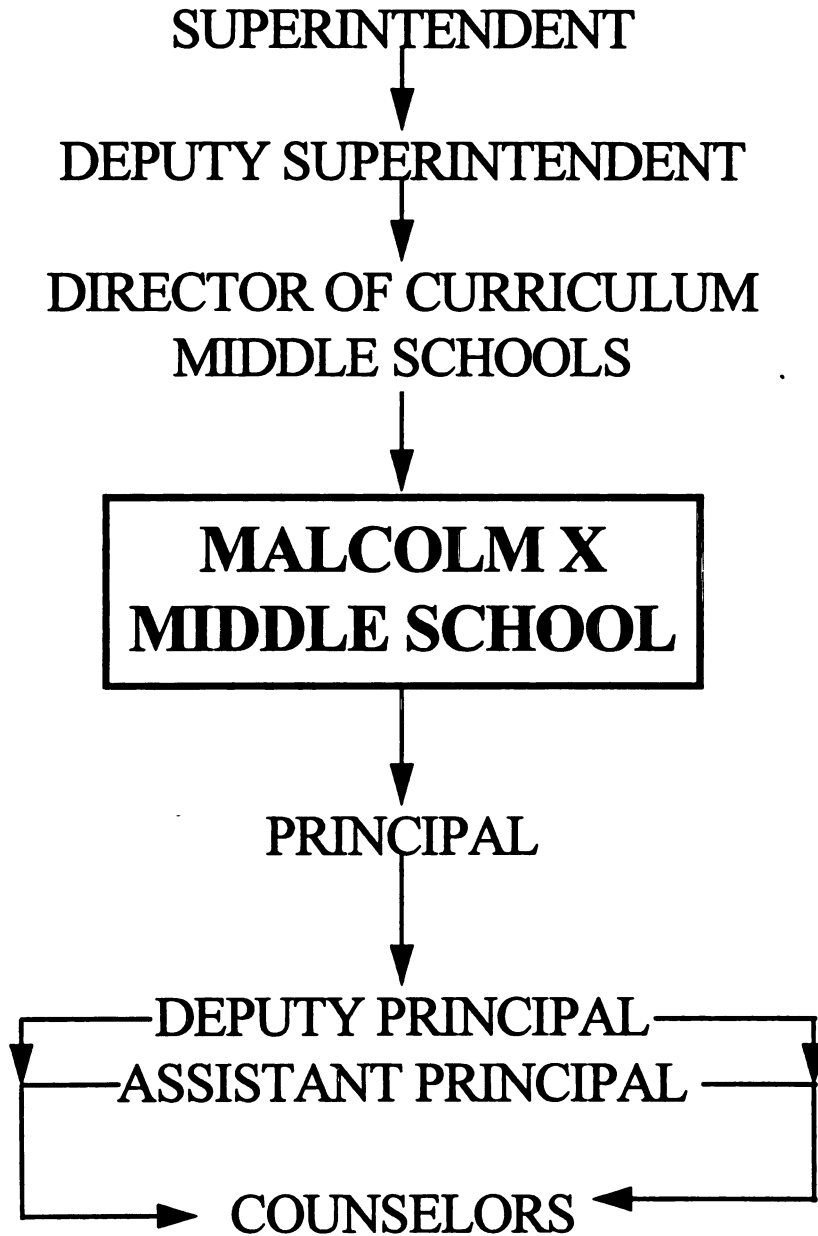 SUPERINTENDENT
DEPUTY SUPERINTENDENT
DIRECTOR OF CURRICULUM
MIDDLE SCHOOLS
MALCOLM X
MIDDLE SCHOOL
PRINCIPAL
DEPUTY PRINCIPAL
ASSISTANT PRINCIPAL
COUNSELORS